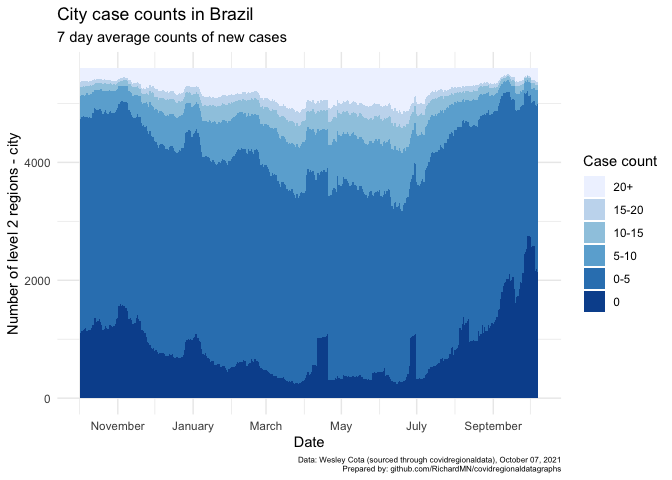 City case counts in Brazil
7 day average counts of new cases
Number of level 2 regions - city
4000
2000
0
November
January
March
May
July
September
Date
Case count
20+
15-20
10-15
5-10
0-5
0
Data: Wesley Cota (sourced through covidregionaldata), October 07, 2021
Prepared by: github.com/RichardMN/covidregionaldatagraphs